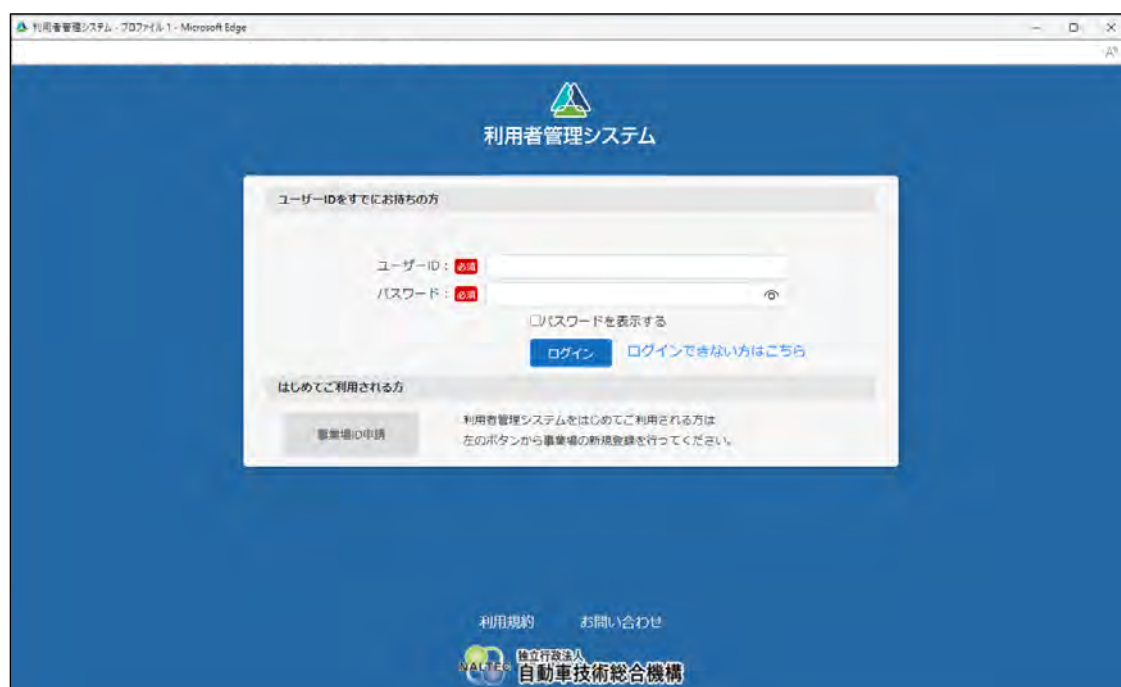 利用者管理システム - プロファイル 1 - Microsoft Edge
利用者管理システム
ユーザーIDをすでにお持ちの方
ユーザーID： 必須
パスワード： 必須
パスワードを表示する
ログイン ログインできない方はこちら
はじめてご利用される方
事業場ID申請
利用者管理システムをはじめてご利用される方は
左のボタンから事業場の新規登録を行ってください。
利用規約 お問い合わせ
NALTEC 独立行政法人
自動車技術総合機構